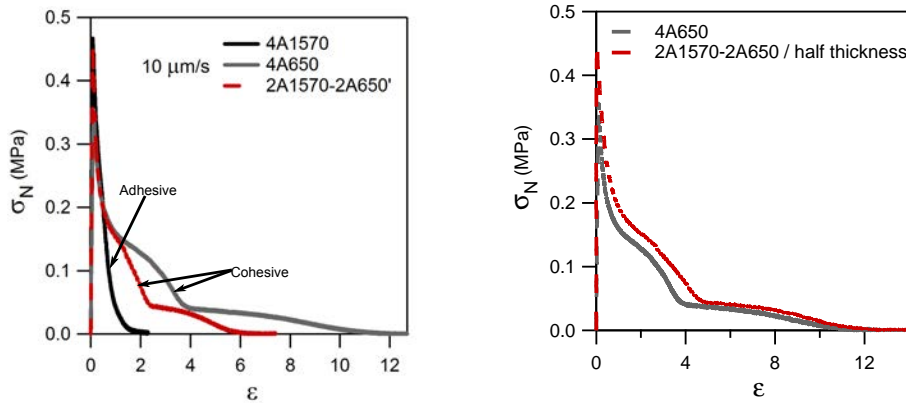 0.5
0.4
0.3
0.2
0.1
0.0
σN (MPa)
4A1570
4A650
2A1570-2A650'
10 μm/s
Adhesive
Cohesive
0 2 4 6 8 10 12
ε
0.5
0.4
0.3
0.2
0.1
0.0
σN (MPa)
4A650
2A1570-2A650 / half thickness
0 4 8 12
ε